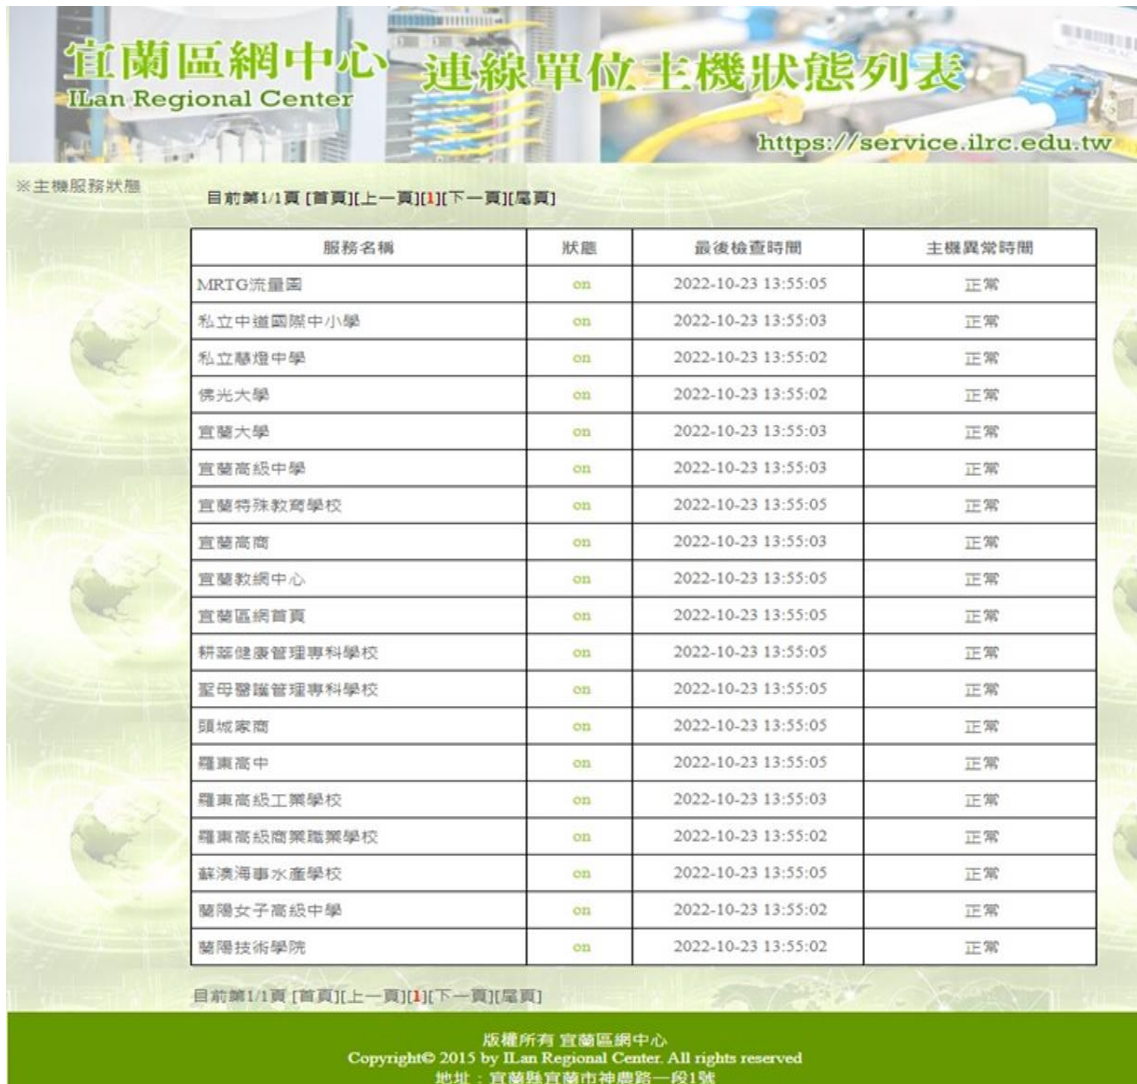 宜蘭區網中心 連線單位主機狀態列表
ILan Regional Center
https://service.ilrc.edu.tw
※主機服務狀態
目前第1/1頁 [首頁][上一頁][1][下一頁][尾頁]
服務名稱 狀態 最後檢查時間 主機異常時間
MRTG流量圖 on 2022-10-23 13:55:05 正常
私立中道國際中小學 on 2022-10-23 13:55:03 正常
私立慧燈中學 on 2022-10-23 13:55:02 正常
佛光大學 on 2022-10-23 13:55:02 正常
宜蘭大學 on 2022-10-23 13:55:03 正常
宜蘭高級中學 on 2022-10-23 13:55:03 正常
宜蘭特殊教育學校 on 2022-10-23 13:55:05 正常
宜蘭高商 on 2022-10-23 13:55:03 正常
宜蘭教網中心 on 2022-10-23 13:55:05 正常
宜蘭區網首頁 on 2022-10-23 13:55:05 正常
耕莘健康管理專科學校 on 2022-10-23 13:55:05 正常
聖母醫護管理專科學校 on 2022-10-23 13:55:05 正常
頭城家商 on 2022-10-23 13:55:05 正常
羅東高中 on 2022-10-23 13:55:05 正常
羅東高級工業學校 on 2022-10-23 13:55:03 正常
羅東高級商業職業學校 on 2022-10-23 13:55:02 正常
蘇澳海事水產學校 on 2022-10-23 13:55:05 正常
蘭陽女子高級中學 on 2022-10-23 13:55:02 正常
蘭陽技術學院 on 2022-10-23 13:55:02 正常
目前第1/1頁 [首頁][上一頁][1][下一頁][尾頁]
版權所有 宜蘭區網中心
Copyright© 2015 by ILan Regional Center. All rights reserved
地址：宜蘭縣宜蘭市神農路一段1號